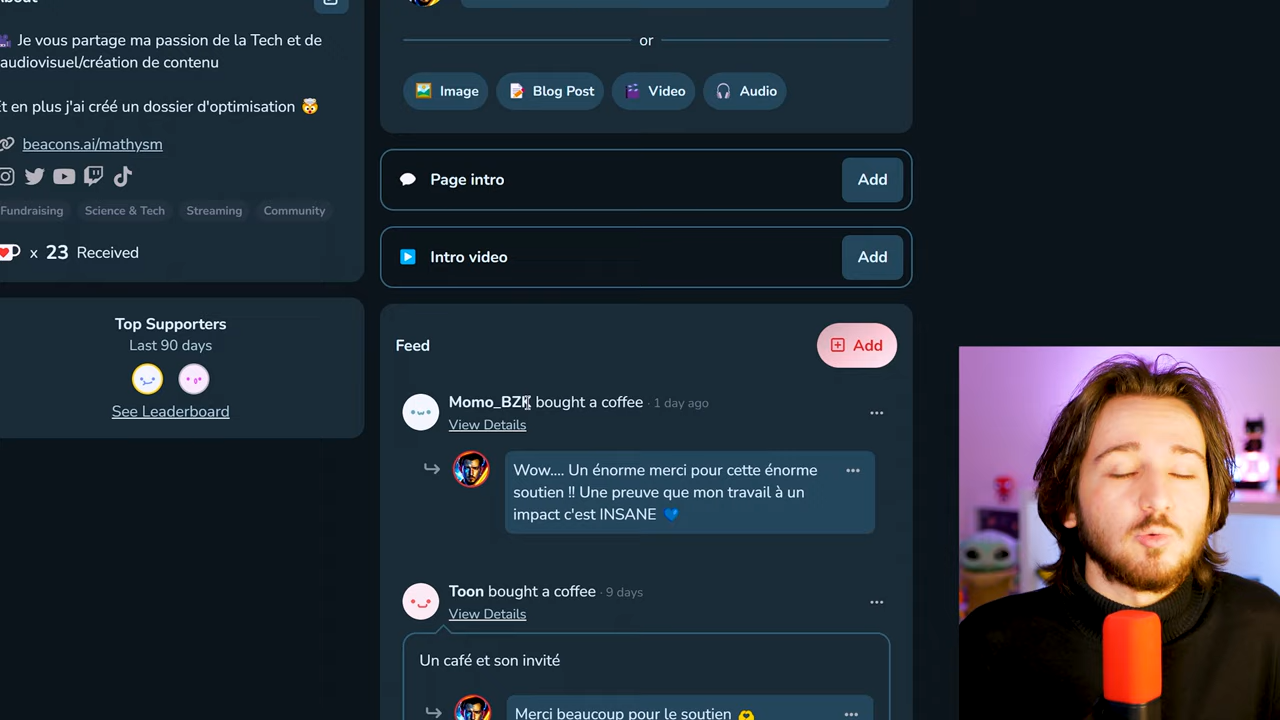 About
Je vous partage ma passion de la Tech et de
audiovisuel/création de contenu
Et en plus j'ai créé un dossier d'optimisation 🤯
beacons.ai/mathysm
Fundraising
Science & Tech
Streaming
Community
x 23 Received
Top Supporters
Last 90 days
See Leaderboard
or
Image
Blog Post
Video
Audio
Page intro
Add
Intro video
Add
Feed
Add
Momo_BZK bought a coffee · 1 day ago
View Details
Wow.... Un énorme merci pour cette énorme
soutien !! Une preuve que mon travail à un
impact c'est INSANE 💙
Toon bought a coffee · 9 days
View Details
Un café et son invité
Merci beaucoup pour le soutien 🫶